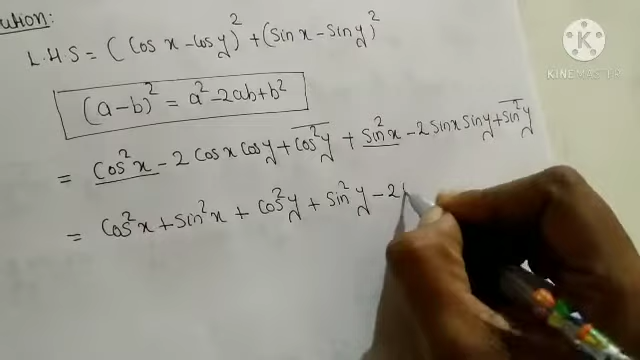 ution:
L.H.S = (Cos x - Cos y)² + (Sin x - Sin y)²
KINEMASTER
(a-b)² = a² - 2ab + b²
= Cos²x - 2 Cos x Cos y + Cos²y + Sin²x - 2 Sin x Sin y + Sin²y
= Cos²x + Sin²x + Cos²y + Sin²y - 2